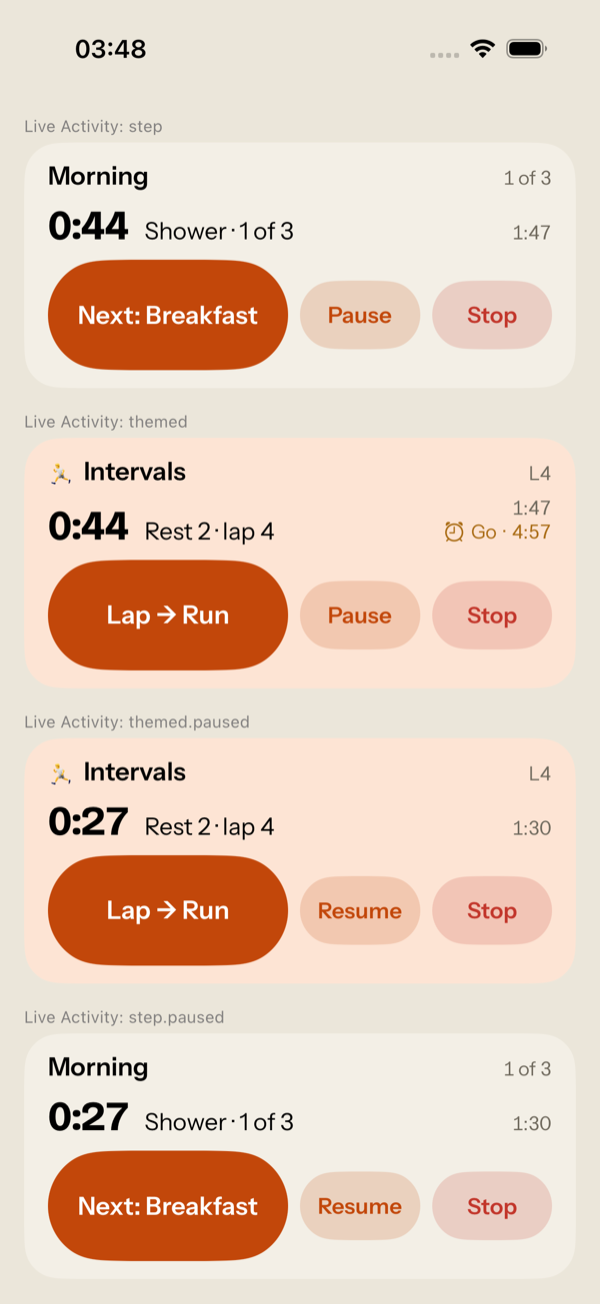 03:48
Live Activity: step
Morning 1 of 3
0:44 Shower · 1 of 3 1:47
Next: Breakfast Pause Stop
Live Activity: themed
🏃 Intervals L4
1:47
0:44 Rest 2 · lap 4 ⏰ Go · 4:57
Lap → Run Pause Stop
Live Activity: themed.paused
🏃 Intervals L4
0:27 Rest 2 · lap 4 1:30
Lap → Run Resume Stop
Live Activity: step.paused
Morning 1 of 3
0:27 Shower · 1 of 3 1:30
Next: Breakfast Resume Stop